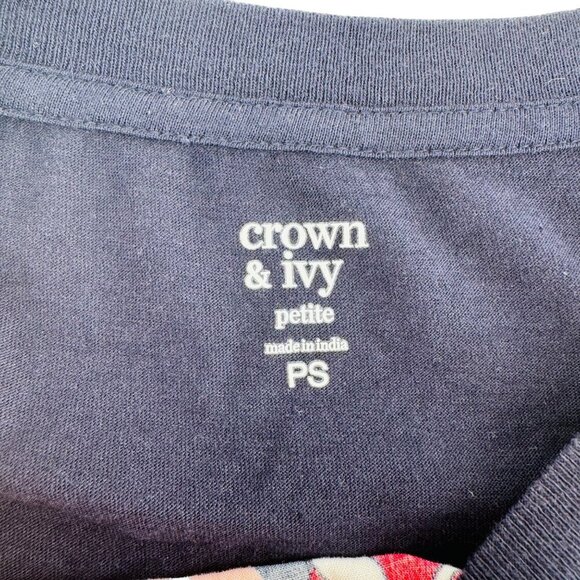 crown
& ivy
petite
made in india
PS